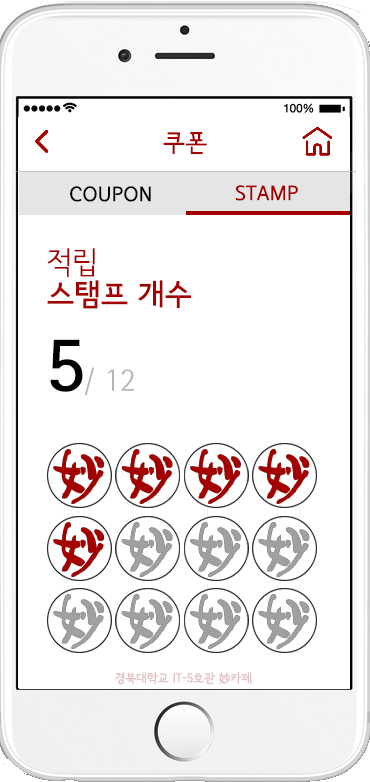 100%
쿠폰
COUPON STAMP
적립
스탬프 개수
5/ 12
妙 妙 妙 妙
妙 妙 妙 妙
妙 妙 妙 妙
경북대학교 IT-5호관 妙카페